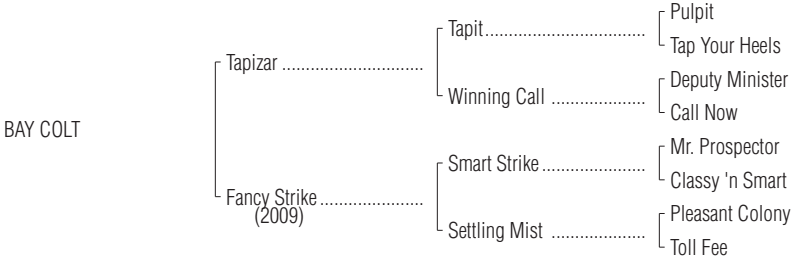 Pulpit
Tapit................................
Tap Your Heels
Tapizar ............................
Deputy Minister
Winning Call ...................
Call Now
BAY COLT
Mr. Prospector
Smart Strike.....................
Classy 'n Smart
Fancy Strike.....................
(2009)
Pleasant Colony
Settling Mist ...................
Toll Fee